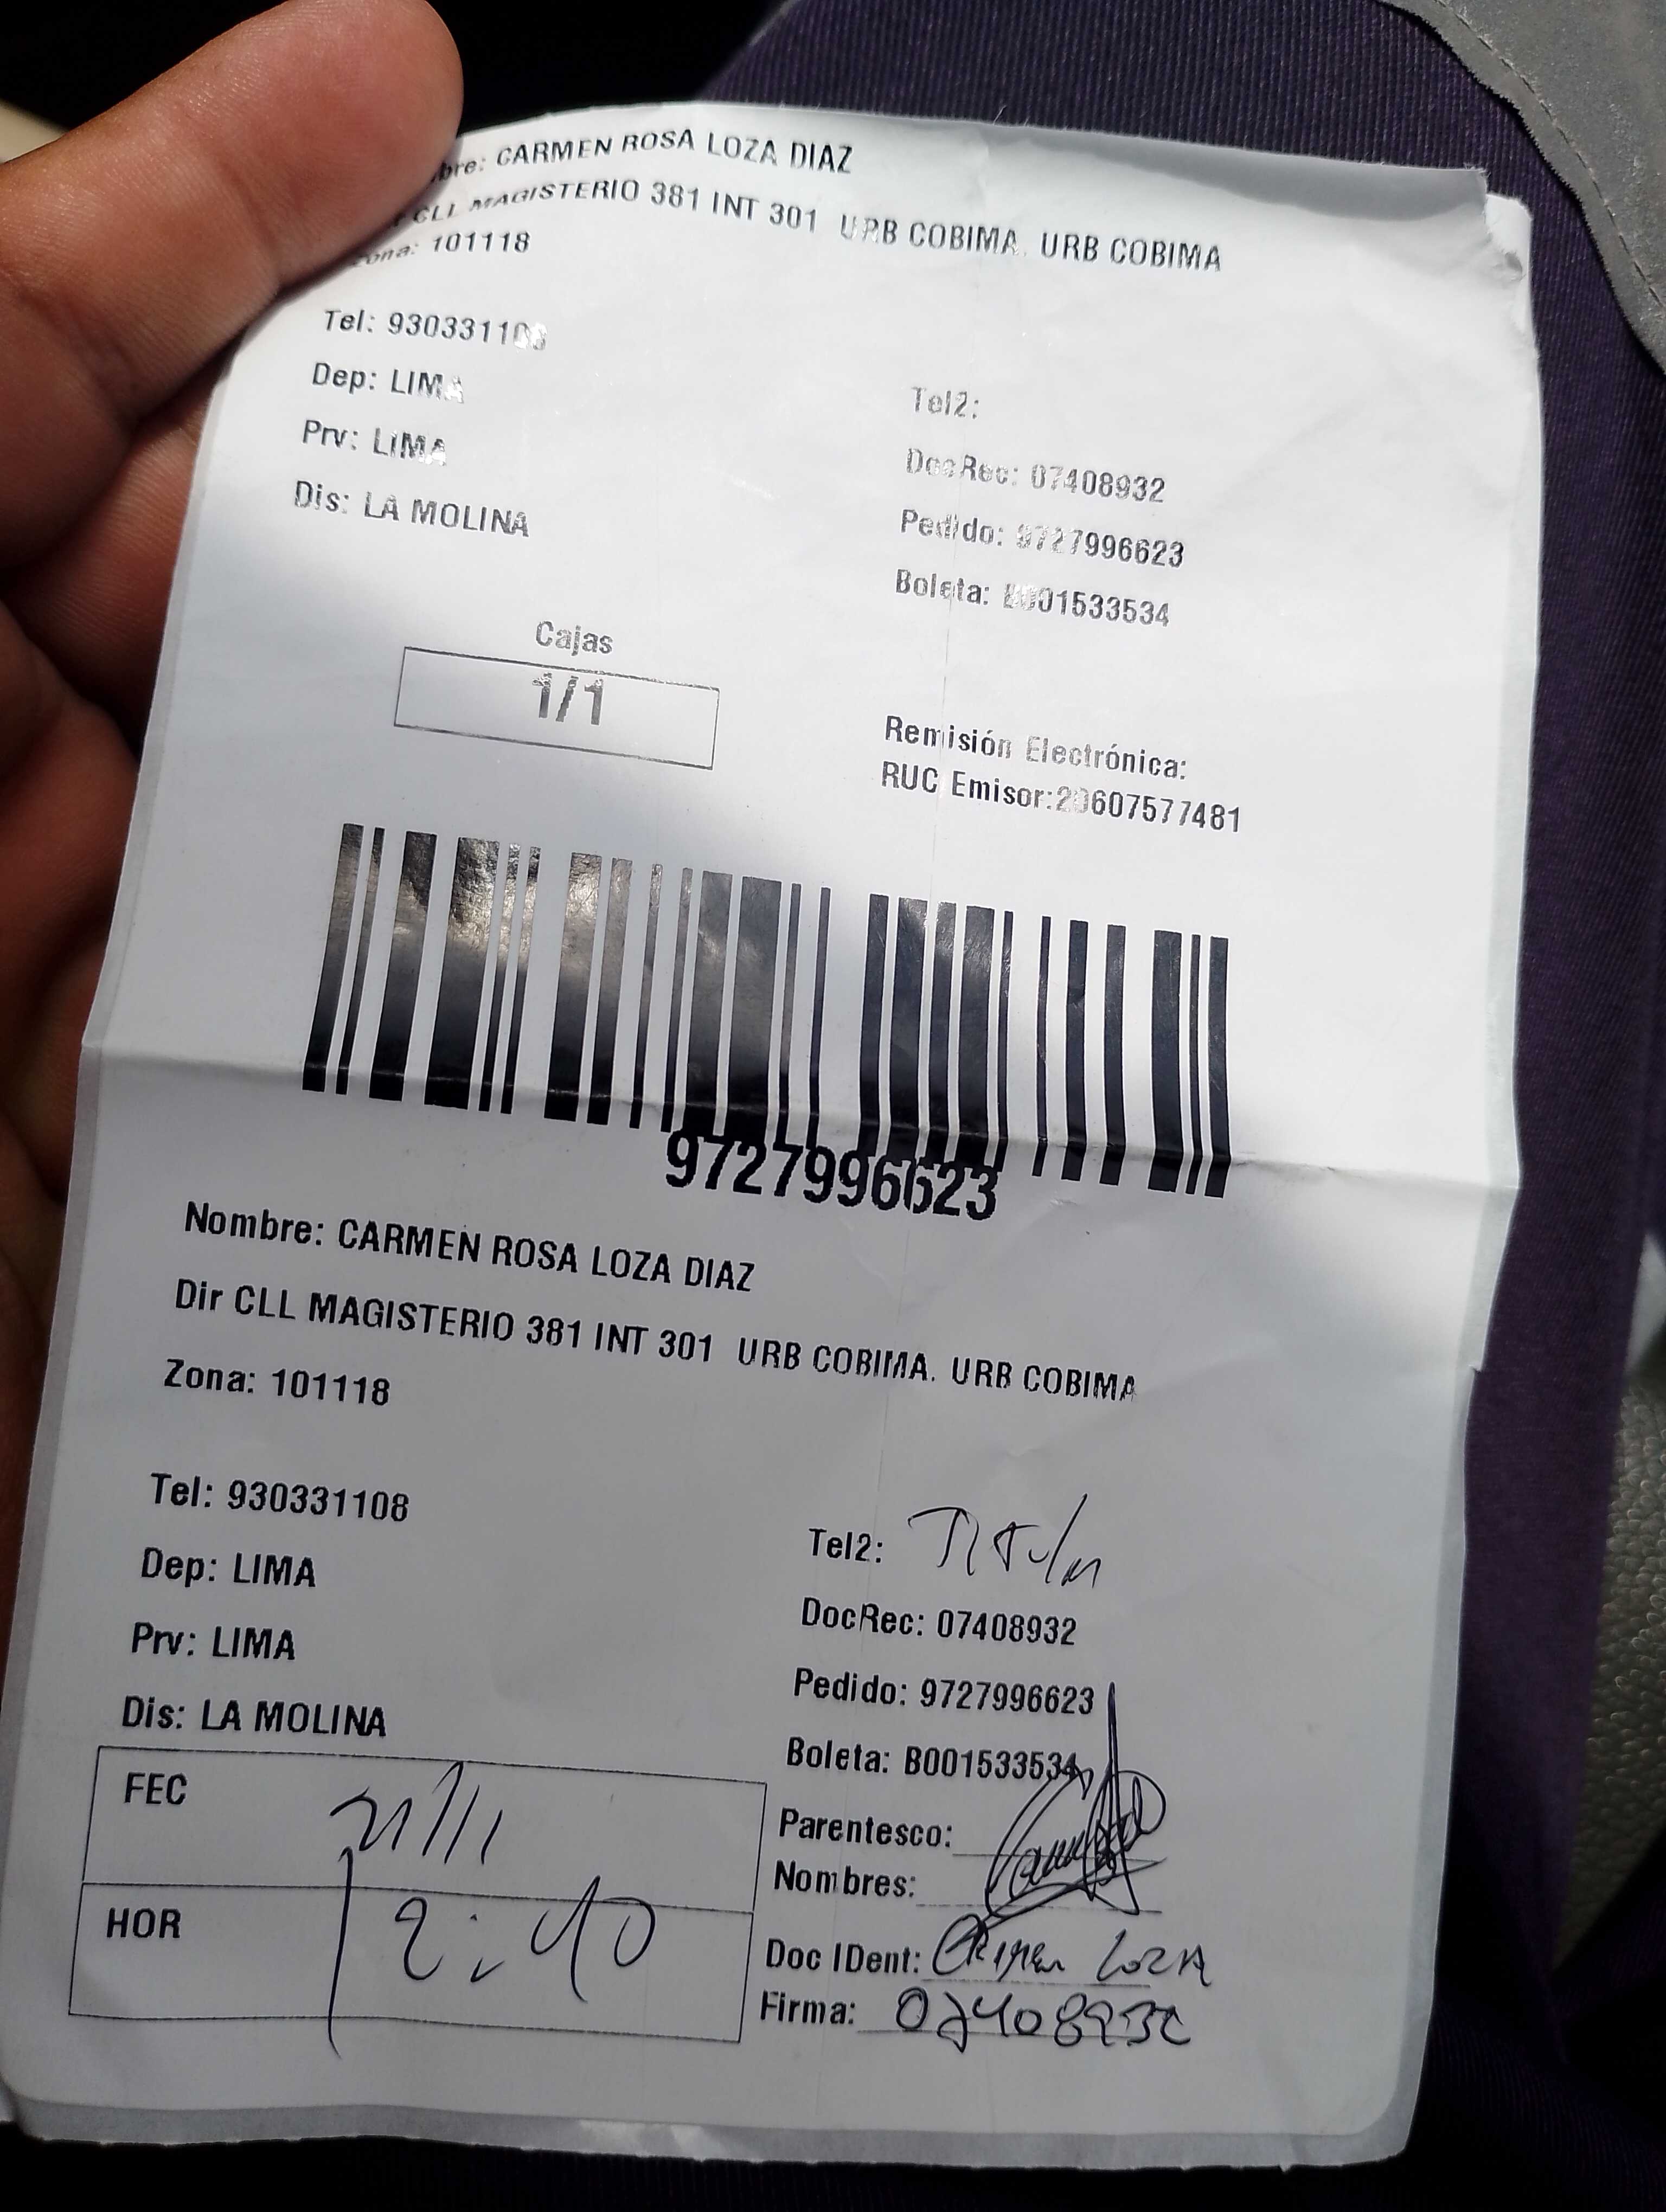 bre: CARMEN ROSA LOZA DIAZ
CLL MAGISTERIO 381 INT 301 URB COBIMA. URB COBIMA
zona: 101118
Tel: 930331108
Dep: LIMA
Tel2:
Prv: LIMA
DocRec: 07408932
Dis: LA MOLINA
Pedido: 9727996623
Boleta: B001533534
Cajas
1/1
Remisión Electrónica:
RUC Emisor:20607577481
9727996623
Nombre: CARMEN ROSA LOZA DIAZ
Dir CLL MAGISTERIO 381 INT 301 URB COBIMA. URB COBIMA
Zona: 101118
Tel: 930331108
Tel2:
Dep: LIMA
DocRec: 07408932
Prv: LIMA
Pedido: 9727996623
Dis: LA MOLINA
Boleta: B001533534
FEC
Parentesco:
Nombres:
HOR 12:40
Doc IDent: CARMEN LOZA
Firma: 07408932